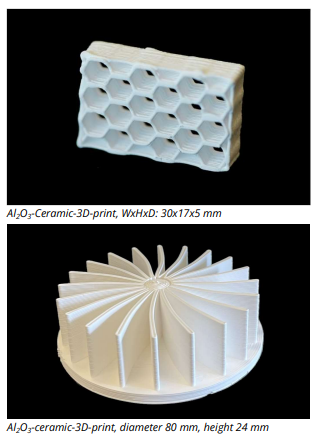 Al₂O₃-Ceramic-3D-print, WxHxD: 30x17x5 mm
Al₂O₃-ceramic-3D-print, diameter 80 mm, height 24 mm